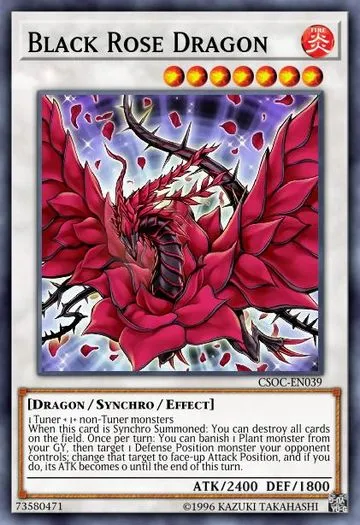 Black Rose Dragon
FIRE
炎
CSOC-EN039
[Dragon / Synchro / Effect]
1 Tuner + 1+ non-Tuner monsters
When this card is Synchro Summoned: You can destroy all cards
on the field. Once per turn: You can banish 1 Plant monster from
your GY, then target 1 Defense Position monster your opponent
controls; change that target to face-up Attack Position, and if you
do, its ATK becomes 0 until the end of this turn.
ATK/2400 DEF/1800
73580471
©1996 KAZUKI TAKAHASHI